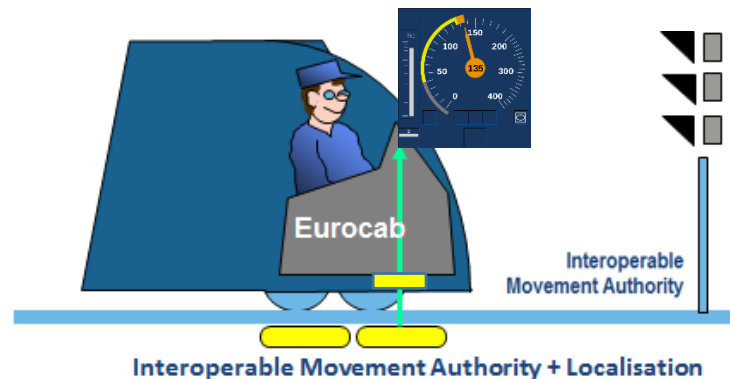 150
100
200
50
135
300
0
400
Eurocab
Interoperable
Movement Authority
Interoperable Movement Authority + Localisation